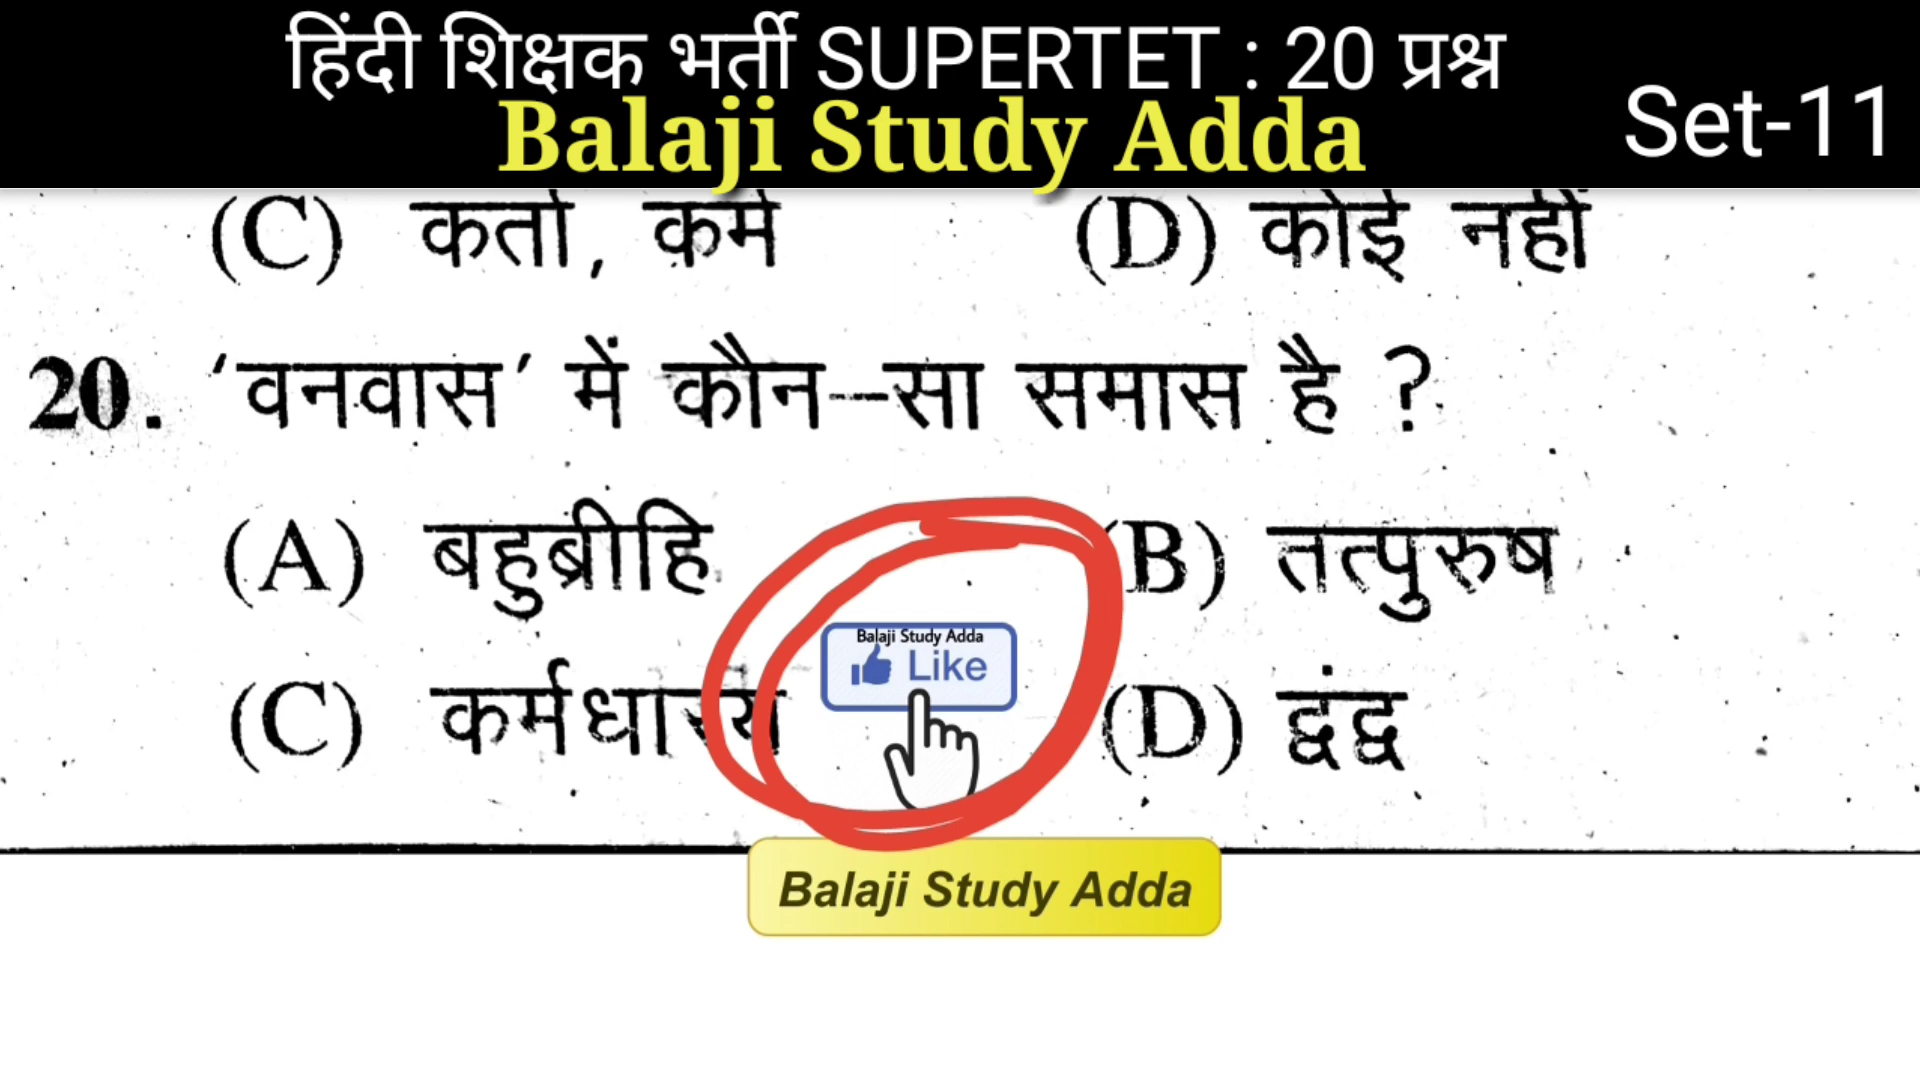 हिंदी शिक्षक भर्ती SUPERTET : 20 प्रश्न
Balaji Study Adda
Set-11
(C) कर्ता, कर्म (D) कोई नहीं
20. ‘वनवास’ में कौन–सा समास है ?
(A) बहुब्रीहि (B) तत्पुरुष
Balaji Study Adda
Like
(C) कर्मधारय (D) द्वंद्व
Balaji Study Adda